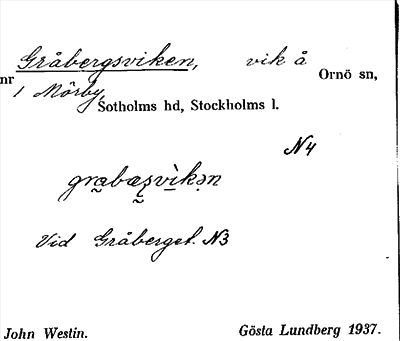 Gråbergsviken, vik å Ornö sn,
nr 1 Mörby,
Sotholms hd, Stockholms l.
N4
Vid Gråberget. N3
John Westin. Gösta Lundberg 1937.